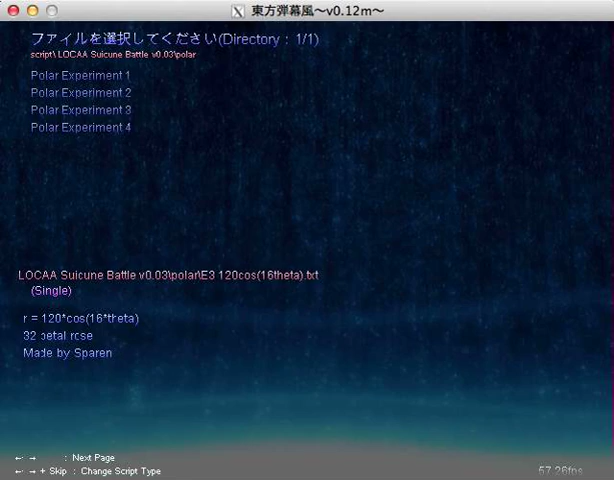 東方弾幕風～v0.12m～
ファイルを選択してください(Directory : 1/1)
script\ LOCAA Suicune Battle v0.03\polar
Polar Experiment 1
Polar Experiment 2
Polar Experiment 3
Polar Experiment 4
LOCAA Suicune Battle v0.03\polar\E3 120cos(16theta).txt
(Single)
r = 120*cos(16*theta)
32 petal rose
Made by Sparen
← → : Next Page
← → + Skip : Change Script Type
57.26fps